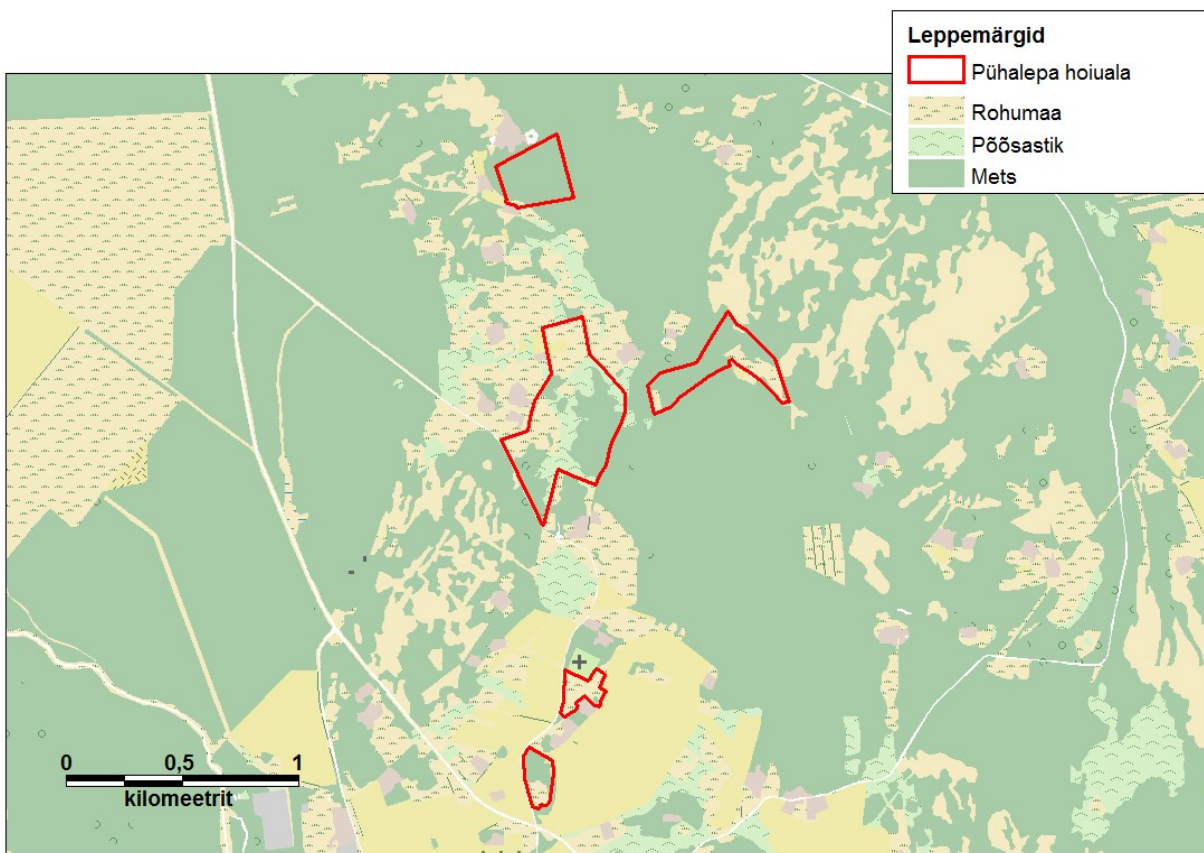 Leppemärgid
Pühalepa hoiuala
Rohumaa
Põõsastik
Mets
0 0,5 1
kilomeetrit